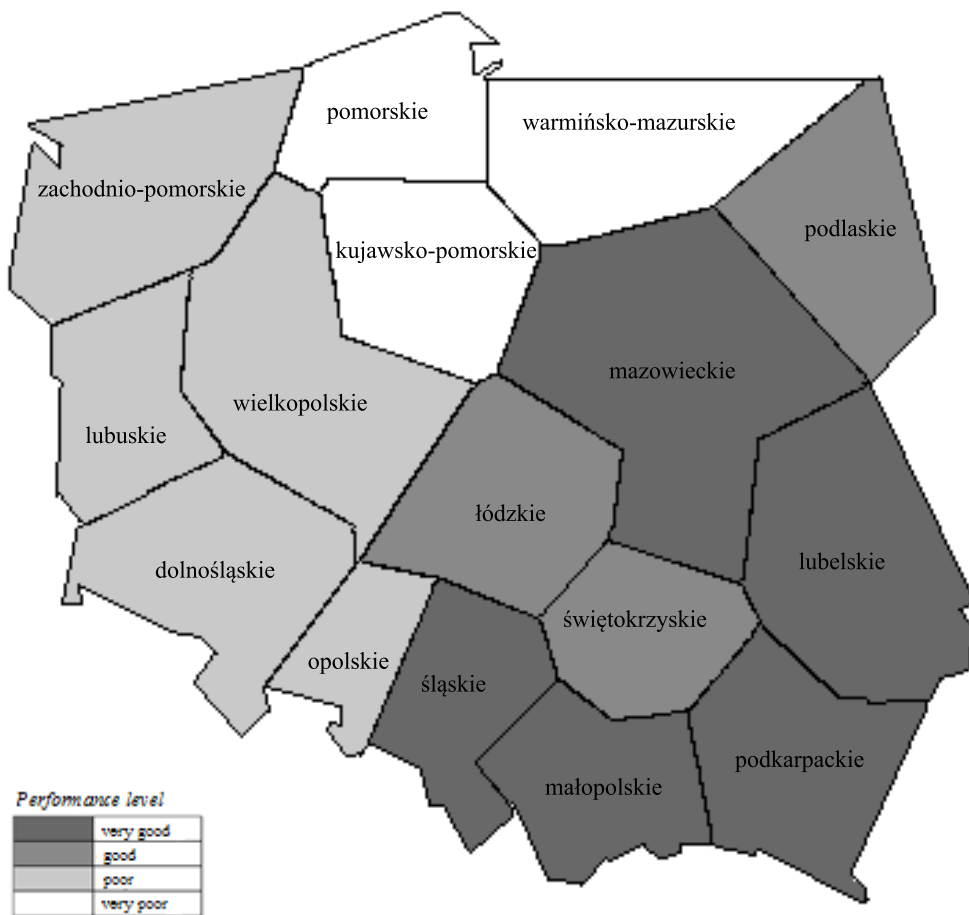 pomorskie
warmińsko-mazurskie
zachodnio-pomorskie
podlaskie
kujawsko-pomorskie
mazowieckie
wielkopolskie
lubuskie
łódzkie
lubelskie
dolnośląskie
świętokrzyskie
opolskie
śląskie
podkarpackie
małopolskie
Performance level
very good
good
poor
very poor